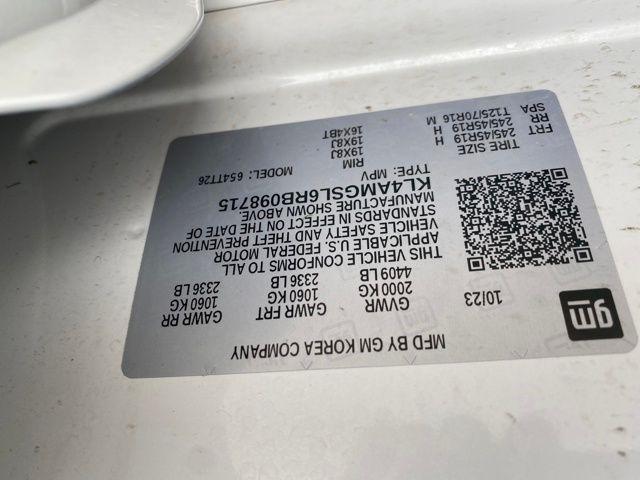 MFD BY GM KOREA COMPANY
gm
10/23
GVWR GAWR FRT GAWR RR
2000 KG 1060 KG 1060 KG
4409 LB 2336 LB 2336 LB
THIS VEHICLE CONFORMS TO ALL
APPLICABLE U.S. FEDERAL MOTOR
VEHICLE SAFETY AND THEFT PREVENTION
STANDARDS IN EFFECT ON THE DATE OF
MANUFACTURE SHOWN ABOVE.
KL4AMGSL6RB098715
TYPE: MPV MODEL: 654TT26
TIRE SIZE RIM
FRT 245/45R19 H 19X8J
RR 245/45R19 H 19X8J
SPA T125/70R16 M 16X4BT